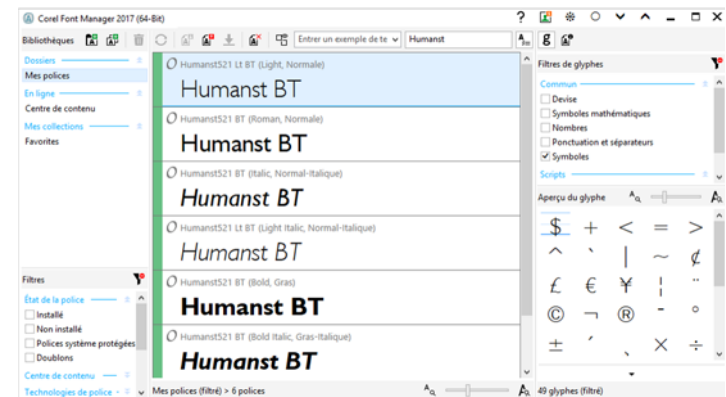 Corel Font Manager 2017 (64-Bit)
Bibliothèques
Entrer un exemple de te
Humanst
Dossiers
Mes polices
En ligne
Centre de contenu
Mes collections
Favorites
Filtres
État de la police
Installé
Non installé
Polices système protégées
Doublons
Centre de contenu
Technologies de police
Humanst521 Lt BT (Light, Normale)
Humanst BT
Humanst521 BT (Roman, Normale)
Humanst BT
Humanst521 BT (Italic, Normal-Italique)
Humanst BT
Humanst521 Lt BT (Light Italic, Normal-Italique)
Humanst BT
Humanst521 BT (Bold, Gras)
Humanst BT
Humanst521 BT (Bold Italic, Gras-Italique)
Humanst BT
Mes polices (filtré) > 6 polices
Filtres de glyphes
Commun
Devise
Symboles mathématiques
Nombres
Ponctuation et séparateurs
Symboles
Scripts
Aperçu du glyphe
$ + < = >
^ ` | ~ ¢
£ € ¥ ¦ ¨
© ¬ ® ¯ °
± ´ ˎ × ÷
49 glyphes (filtré)